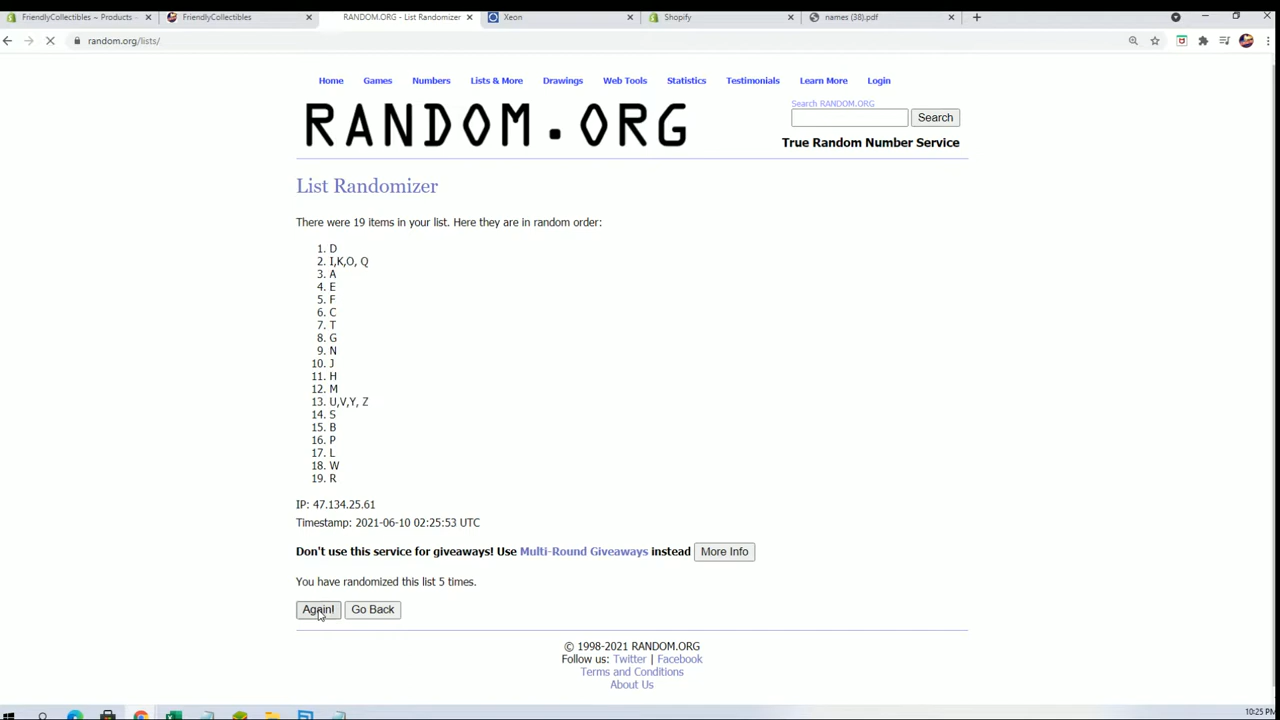 FriendlyCollectibles ~ Products ~
FriendlyCollectibles
RANDOM.ORG - List Randomizer
Xeon
Shopify
names (38).pdf
random.org/lists/
Home Games Numbers Lists & More Drawings Web Tools Statistics Testimonials Learn More Login
RANDOM.ORG
Search RANDOM.ORG
Search
True Random Number Service
List Randomizer
There were 19 items in your list. Here they are in random order:
1. D
2. I,K,O, Q
3. A
4. E
5. F
6. C
7. T
8. G
9. N
10. J
11. H
12. M
13. U,V,Y, Z
14. S
15. B
16. P
17. L
18. W
19. R
IP: 47.134.25.61
Timestamp: 2021-06-10 02:25:53 UTC
Don't use this service for giveaways! Use Multi-Round Giveaways instead More Info
You have randomized this list 5 times.
Again! Go Back
© 1998-2021 RANDOM.ORG
Follow us: Twitter | Facebook
Terms and Conditions
About Us
10:25 PM